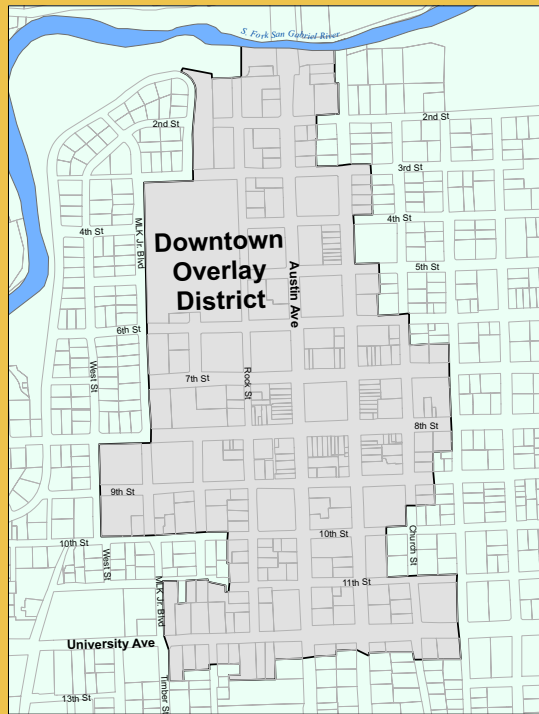 S. Fork San Gabriel River
2nd St
2nd St
3rd St
4th St
MLK Jr. Blvd
4th St
Downtown
Overlay
District
Austin Ave
5th St
6th St
West St
7th St
Rock St
8th St
9th St
10th St
10th St
Church St
West St
11th St
MLK Jr. Blvd
University Ave
Timber St
13th St